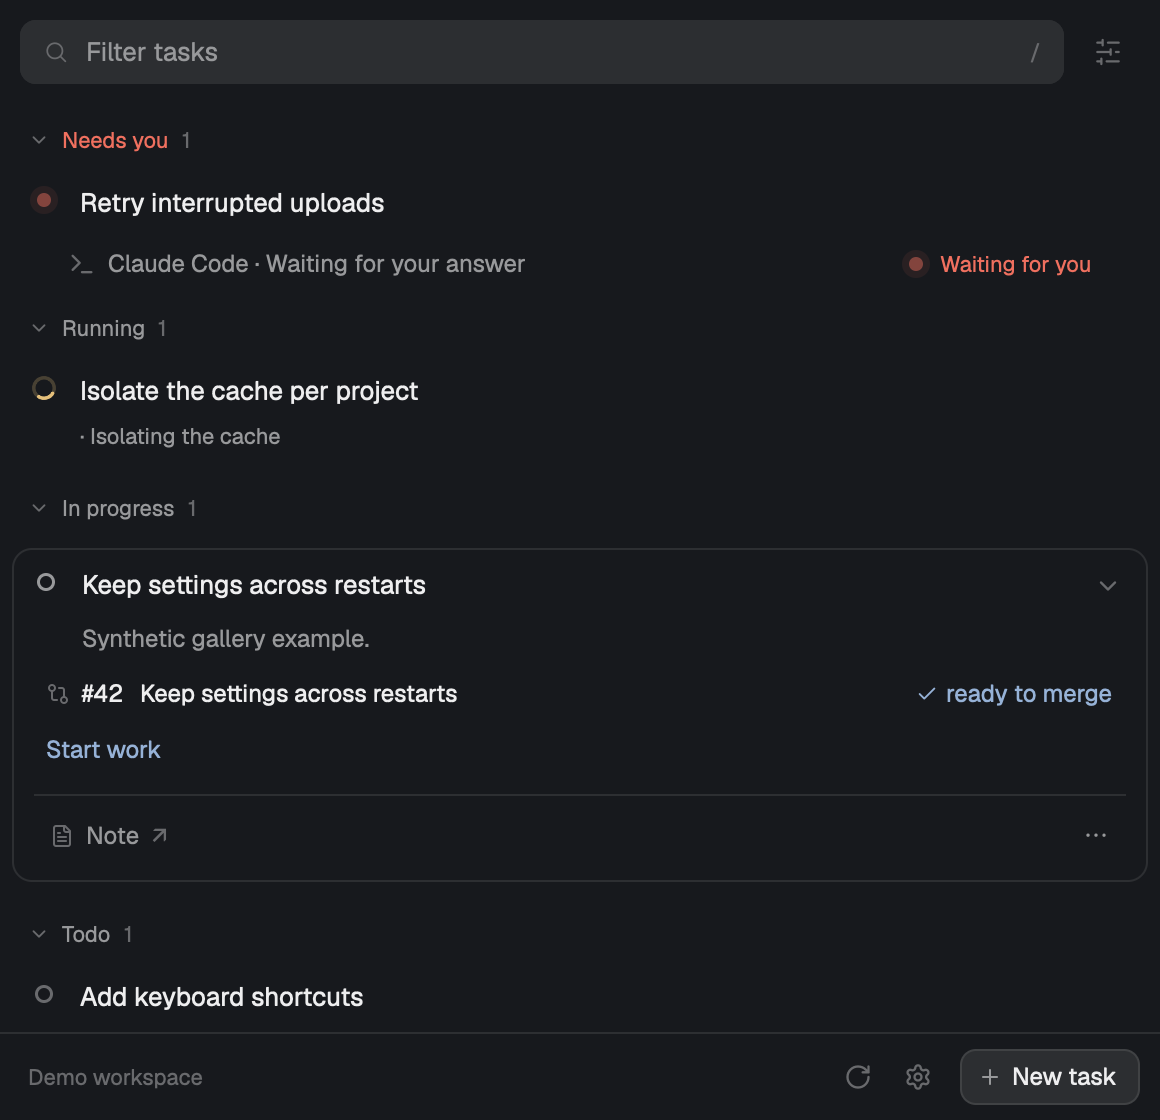 Filter tasks /
Needs you 1
Retry interrupted uploads
Claude Code · Waiting for your answer Waiting for you
Running 1
Isolate the cache per project
· Isolating the cache
In progress 1
Keep settings across restarts
Synthetic gallery example.
#42 Keep settings across restarts ready to merge
Start work
Note
Todo 1
Add keyboard shortcuts
Demo workspace New task